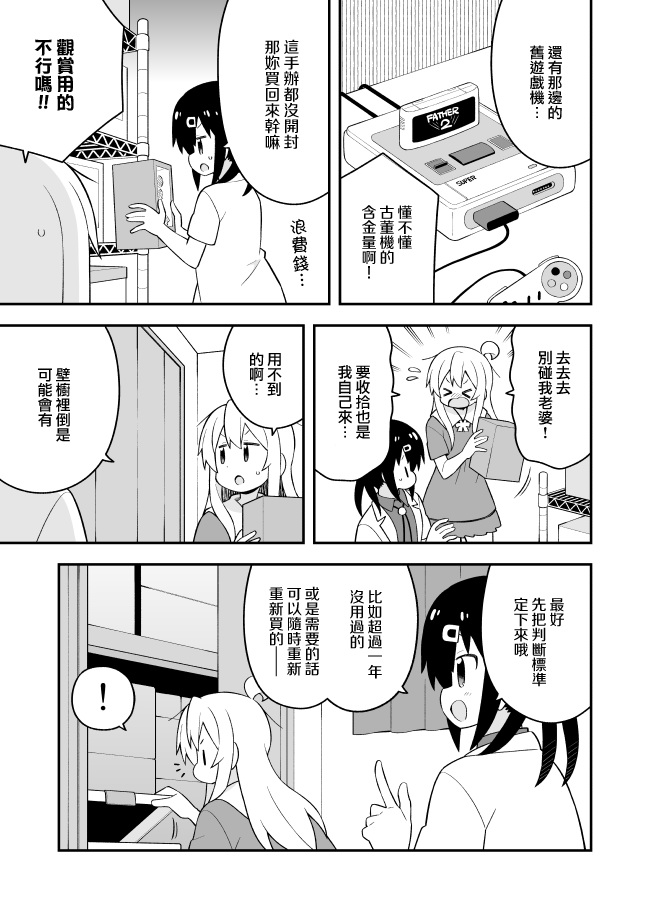 還有那邊的
舊遊戲機…
FATHER
2
SUPER
懂不懂
古董機的
含金量啊！
這手辦都沒開封
那妳買回來幹嘛
浪費錢…
觀賞用的
不行嗎!!
去去去
別碰我老婆！
要收拾也是
我自己來…
用不到
的啊…
壁櫥裡倒是
可能會有
最好
先把判斷標準
定下來哦
比如超過一年
沒用過的
或是需要的話
可以隨時重新
重新買的——
！